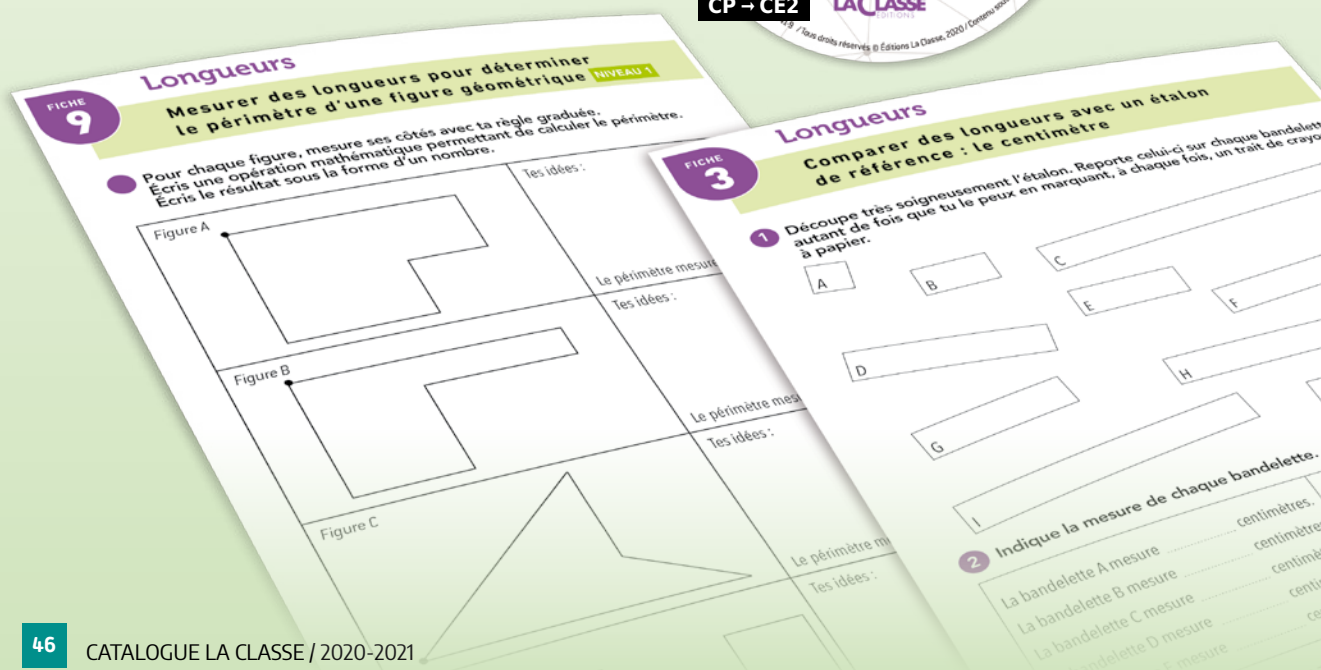 CP → CE2
LA CLASSE
ÉDITIONS
/ Tous droits réservés © Éditions La Classe, 2020 / Contenu
FICHE
9
Longueurs
Mesurer des longueurs pour déterminer
le périmètre d'une figure géométrique NIVEAU 1
Pour chaque figure, mesure ses côtés avec ta règle graduée.
Écris une opération mathématique permettant de calculer le périmètre.
Écris le résultat sous la forme d'un nombre.
Figure A
Tes idées :
Le périmètre mesure
Figure B
Tes idées :
Le périmètre
Figure C
Tes idées :
Le périmètre
Tes idées :
FICHE
3
Longueurs
Comparer des longueurs avec un étalon
de référence : le centimètre
1 Découpe très soigneusement l'étalon. Reporte celui-ci sur chaque bandelett
autant de fois que tu le peux en marquant, à chaque fois, un trait de crayo
à papier.
A
B
C
E
F
D
H
G
I
2 Indique la mesure de chaque bandelette.
La bandelette A mesure .................. centimètres.
La bandelette B mesure .................. centimètres
La bandelette C mesure .................. centimè
La bandelette D mesure .................. centi
E mesure
46 CATALOGUE LA CLASSE / 2020-2021